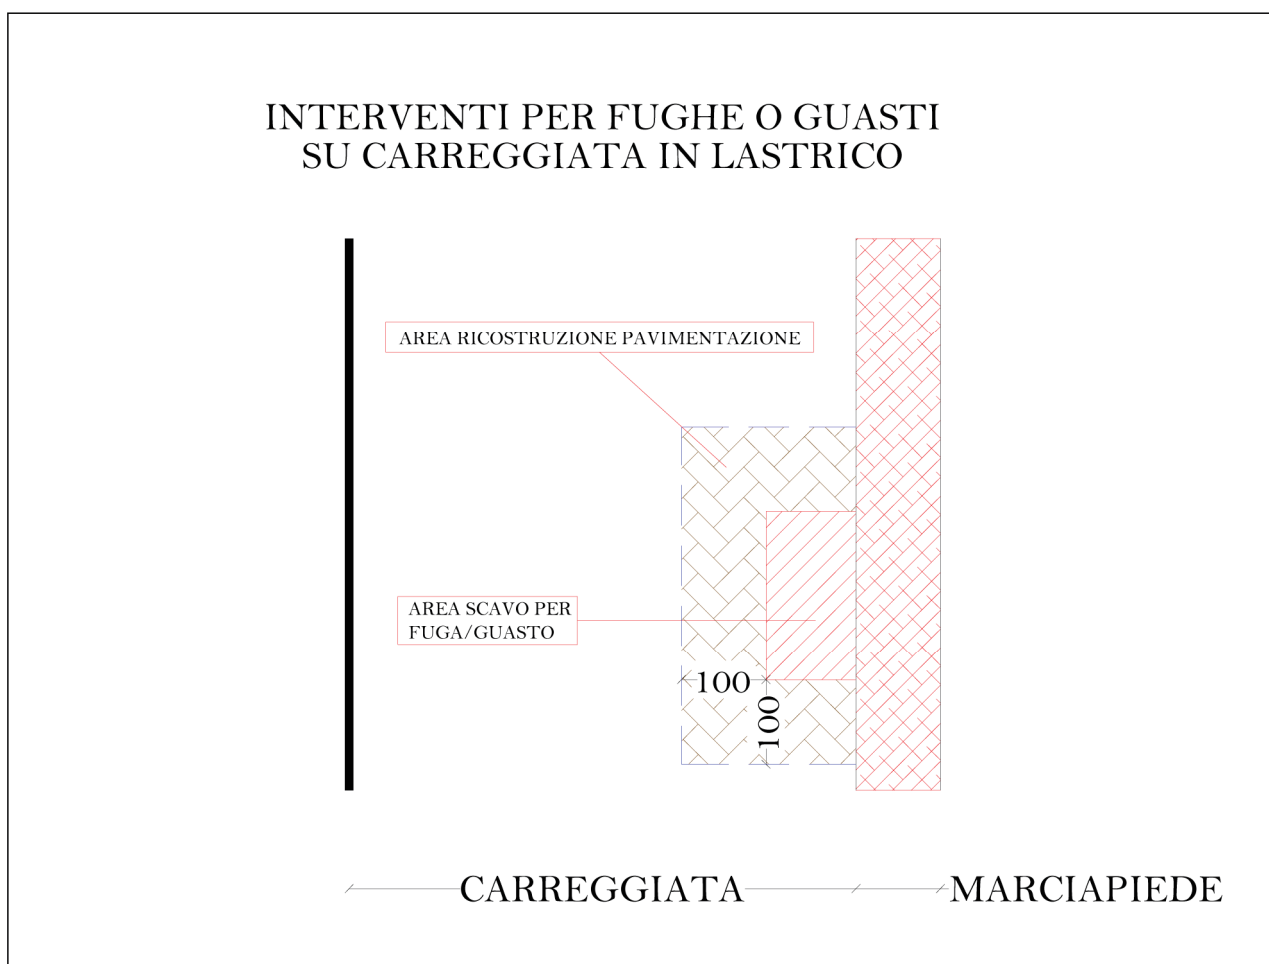 INTERVENTI PER FUGHE O GUASTI
SU CARREGGIATA IN LASTRICO
AREA RICOSTRUZIONE PAVIMENTAZIONE
AREA SCAVO PER
FUGA/GUASTO
100
100
CARREGGIATA
MARCIAPIEDE